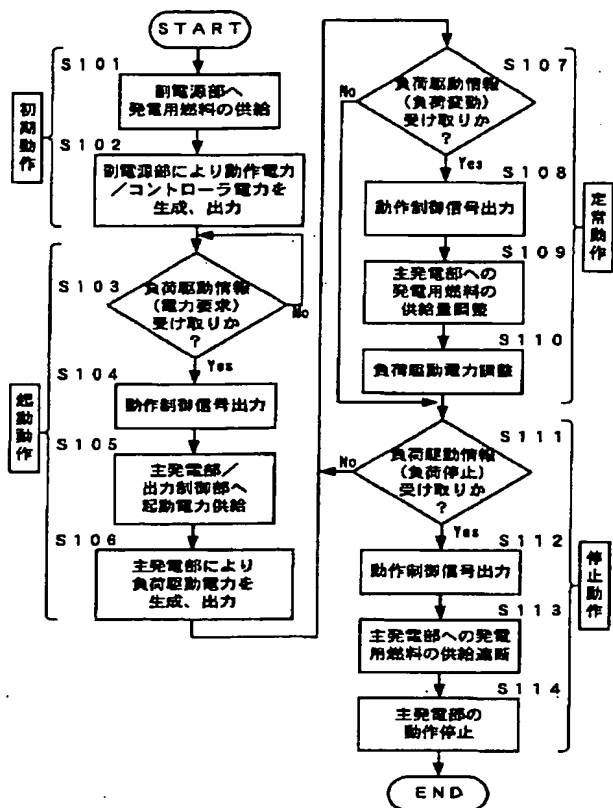 START
初期動作
S101
副電源部へ
発電用燃料の供給
S102
副電源部により動作電力
／コントローラ電力を
生成、出力
起動動作
S103
負荷駆動情報
(電力要求)
受け取りか
?
No
Yes
S104
動作制御信号出力
S105
主発電部／
出力制御部へ
起動電力供給
S106
主発電部により
負荷駆動電力を
生成、出力
定常動作
S107
負荷駆動情報
(負荷変動)
受け取りか
?
No
Yes
S108
動作制御信号出力
S109
主発電部への
発電用燃料の
供給量調整
S110
負荷駆動電力調整
停止動作
S111
負荷駆動情報
(負荷停止)
受け取りか
?
No
Yes
S112
動作制御信号出力
S113
主発電部への発電
用燃料の供給遮断
S114
主発電部の
動作停止
END